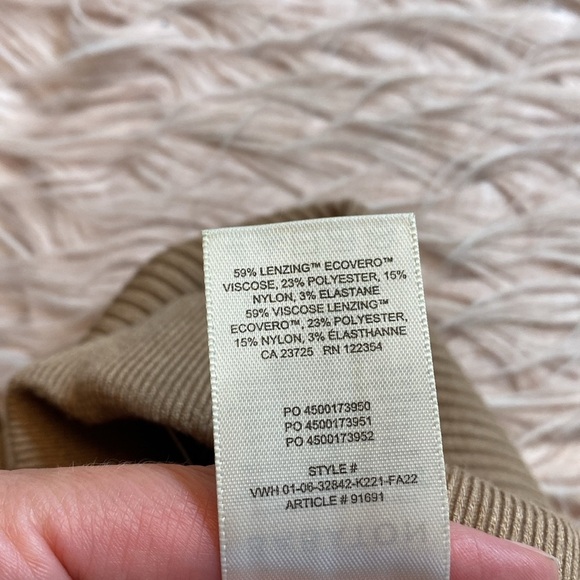 59% LENZING™ ECOVERO™
VISCOSE, 23% POLYESTER, 15%
NYLON, 3% ELASTANE
59% VISCOSE LENZING™
ECOVERO™, 23% POLYESTER,
15% NYLON, 3% ÉLASTHANNE
CA 23725 RN 122354
PO 4500173950
PO 4500173951
PO 4500173952
STYLE #
VWH 01-06-32842-K221-FA22
ARTICLE # 91691